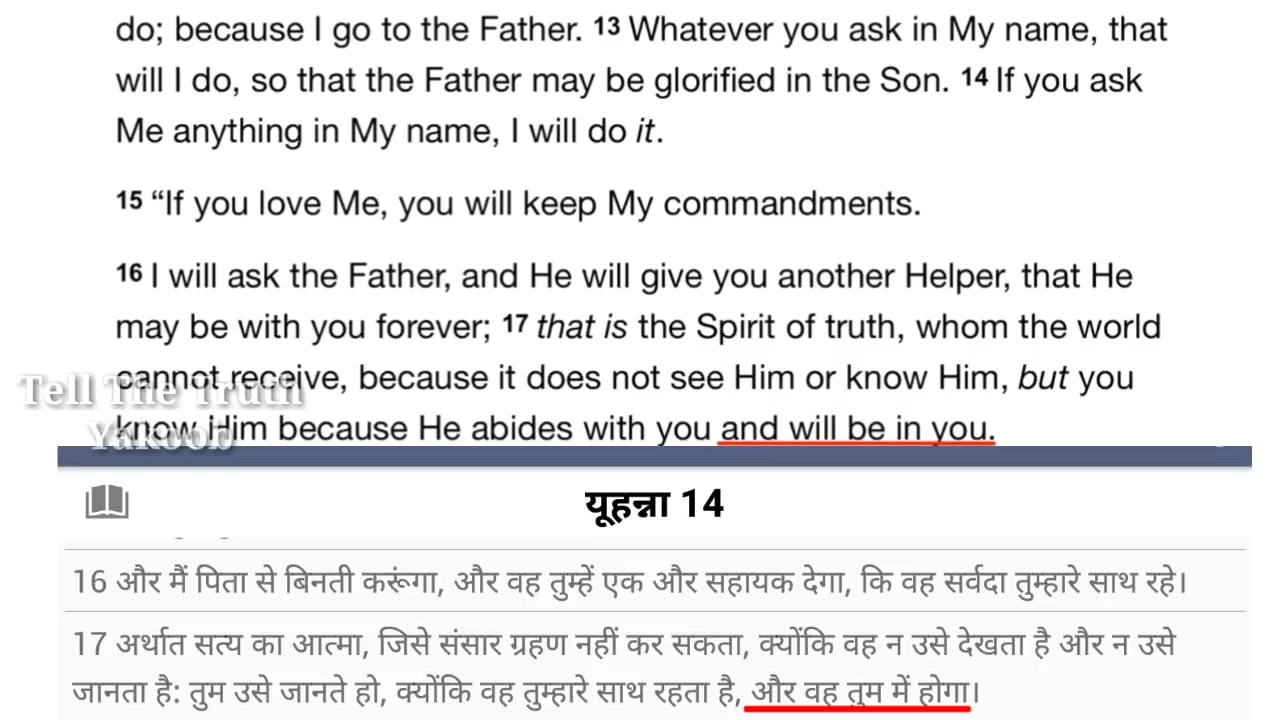 do; because I go to the Father. 13 Whatever you ask in My name, that
will I do, so that the Father may be glorified in the Son. 14 If you ask
Me anything in My name, I will do it.
15 “If you love Me, you will keep My commandments.
16 I will ask the Father, and He will give you another Helper, that He
may be with you forever; 17 that is the Spirit of truth, whom the world
cannot receive, because it does not see Him or know Him, but you
Tell The Truth
know Him because He abides with you and will be in you.
Yakoob
यूहन्ना 14
16 और मैं पिता से बिनती करूंगा, और वह तुम्हें एक और सहायक देगा, कि वह सर्वदा तुम्हारे साथ रहे।
17 अर्थात सत्य का आत्मा, जिसे संसार ग्रहण नहीं कर सकता, क्योंकि वह न उसे देखता है और न उसे
जानता है: तुम उसे जानते हो, क्योंकि वह तुम्हारे साथ रहता है, और वह तुम में होगा।